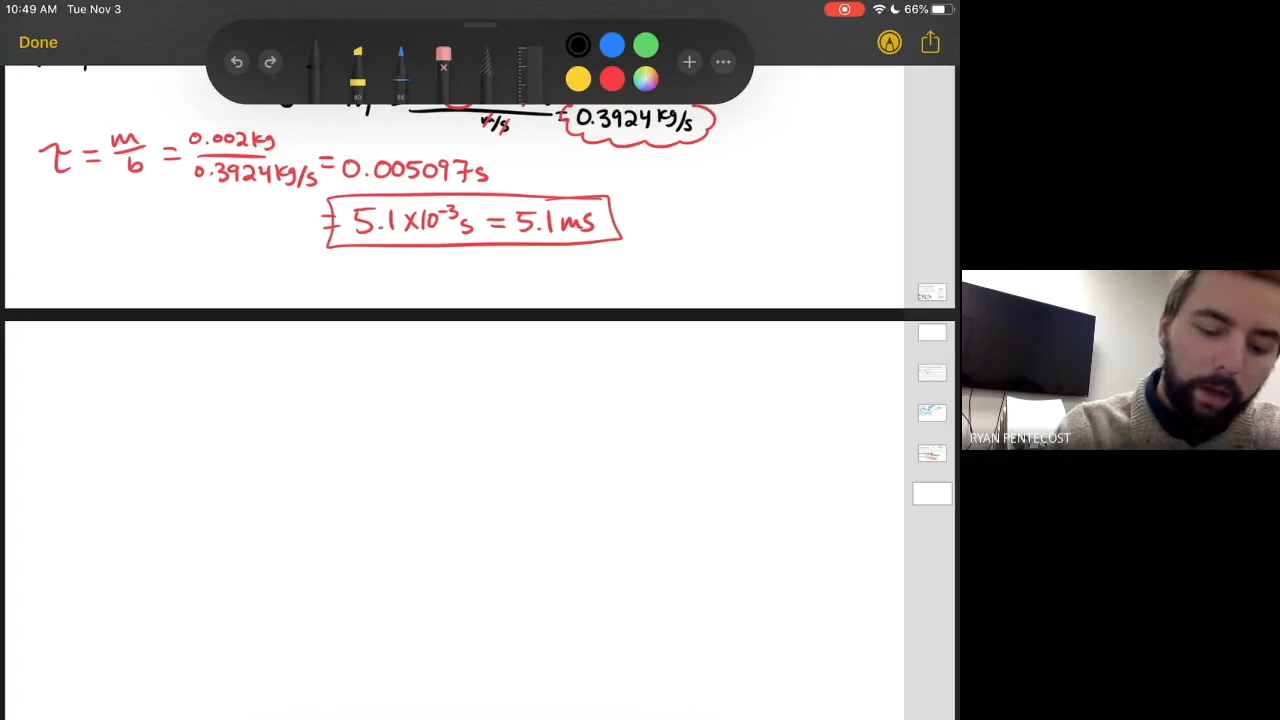 10:49 AM Tue Nov 3
66%
Done
m/s
= 0.3924 kg/s
τ = m/b = 0.002kg/0.3924kg/s = 0.005097s
= 5.1×10⁻³s = 5.1ms
RYAN PENTECOST